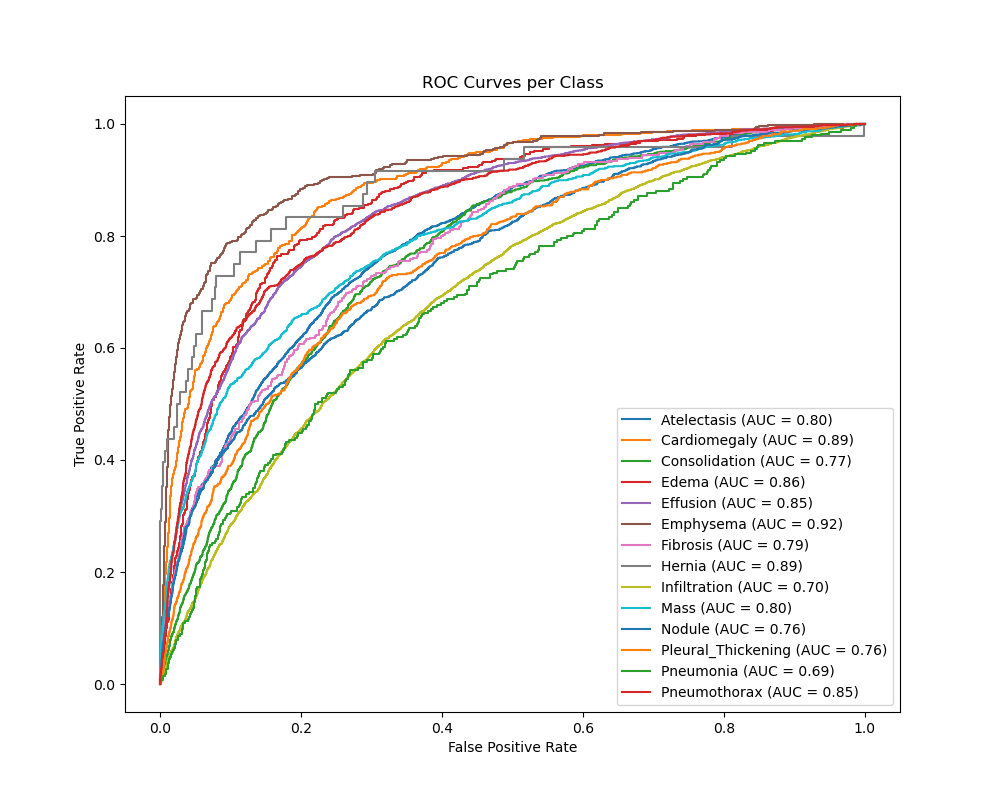 ROC Curves per Class
True Positive Rate
1.0
0.8
0.6
0.4
0.2
0.0
Atelectasis (AUC = 0.80)
Cardiomegaly (AUC = 0.89)
Consolidation (AUC = 0.77)
Edema (AUC = 0.86)
Effusion (AUC = 0.85)
Emphysema (AUC = 0.92)
Fibrosis (AUC = 0.79)
Hernia (AUC = 0.89)
Infiltration (AUC = 0.70)
Mass (AUC = 0.80)
Nodule (AUC = 0.76)
Pleural_Thickening (AUC = 0.76)
Pneumonia (AUC = 0.69)
Pneumothorax (AUC = 0.85)
0.0 0.2 0.4 0.6 0.8 1.0
False Positive Rate